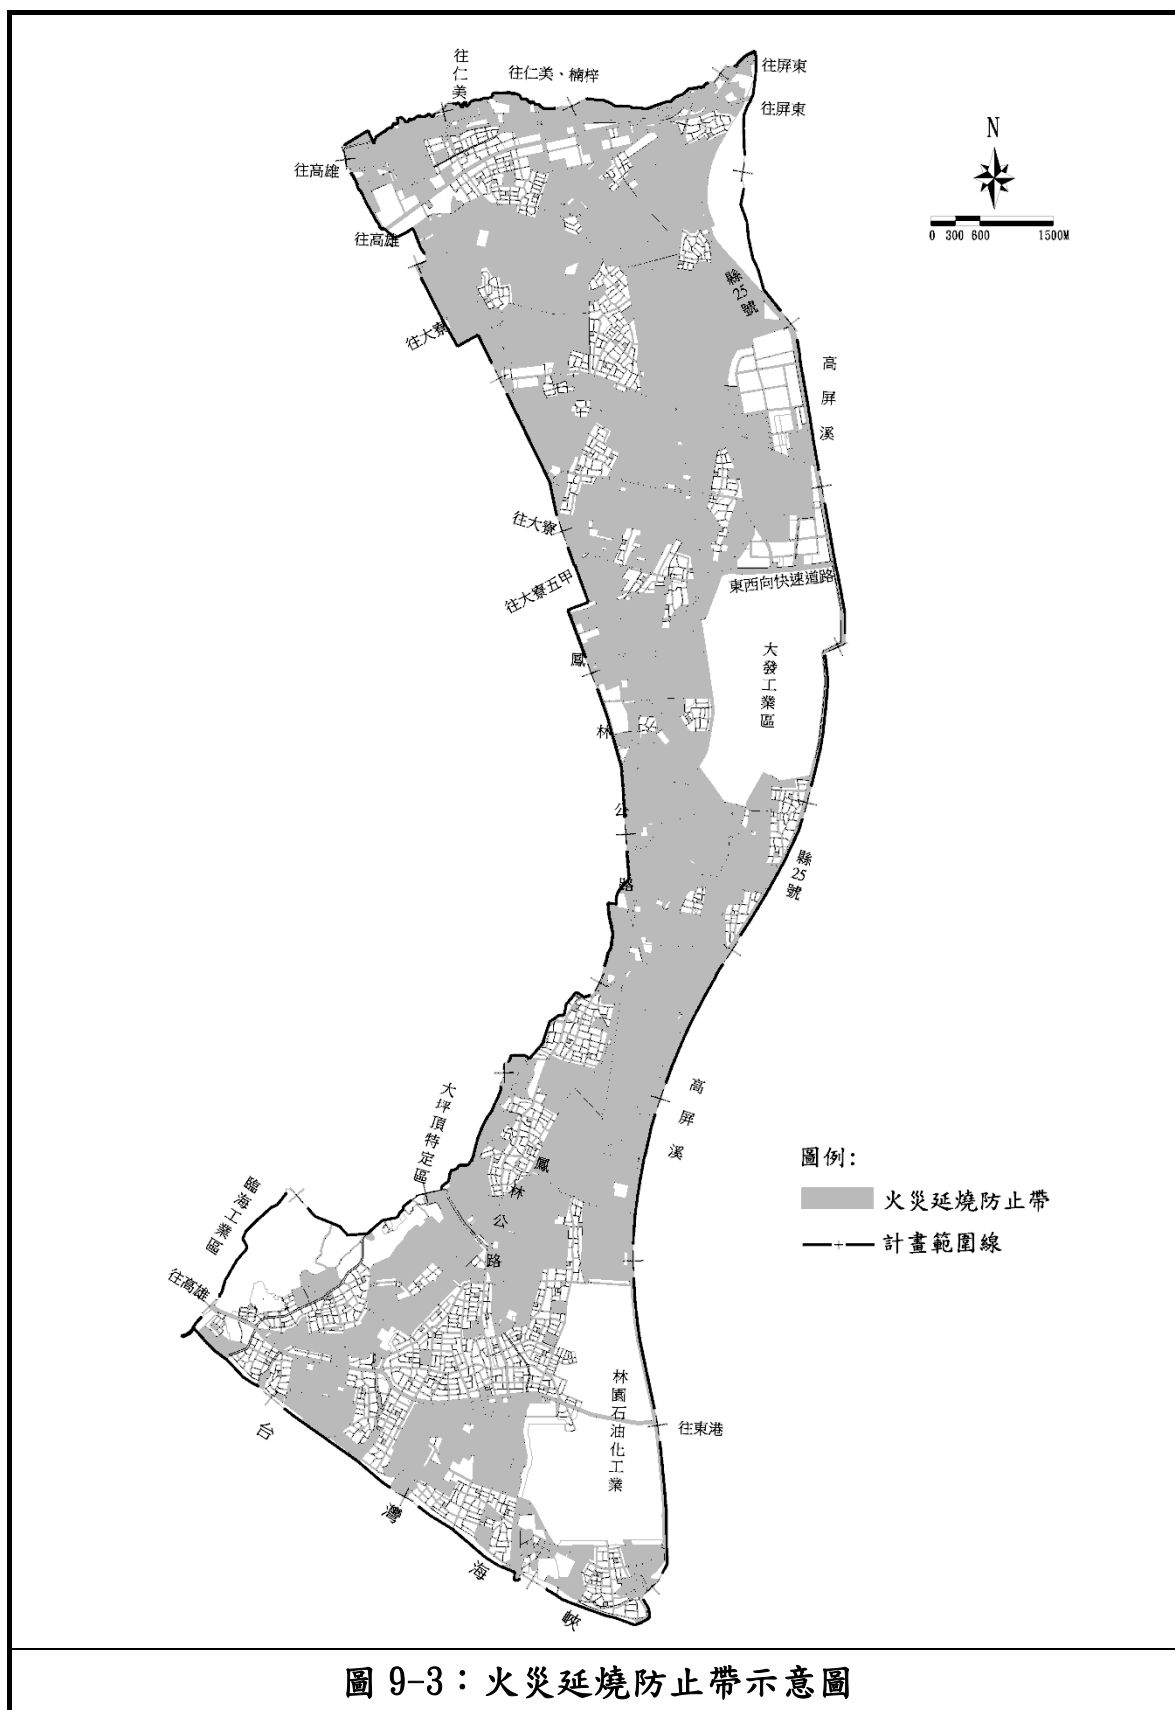 往仁美
往仁美、楠梓
往屏東
往屏東
往高雄
往高雄
N
0 300 600 1500M
縣25號
往大寮
高屏溪
往大寮
往大寮五甲
東西向快速道路
大發工業區
鳳林公路
縣25號
高屏溪
大坪頂特定區
鳳林公路
臨海工業區
往高雄
圖例:
火災延燒防止帶
計畫範圍線
林園石油化工業
往東港
台灣海峽
圖 9-3：火災延燒防止帶示意圖